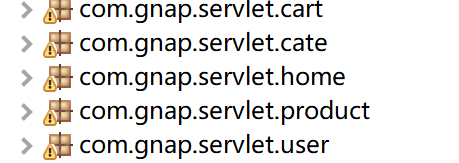 com.gnap.servlet.cart
com.gnap.servlet.cate
com.gnap.servlet.home
com.gnap.servlet.product
com.gnap.servlet.user